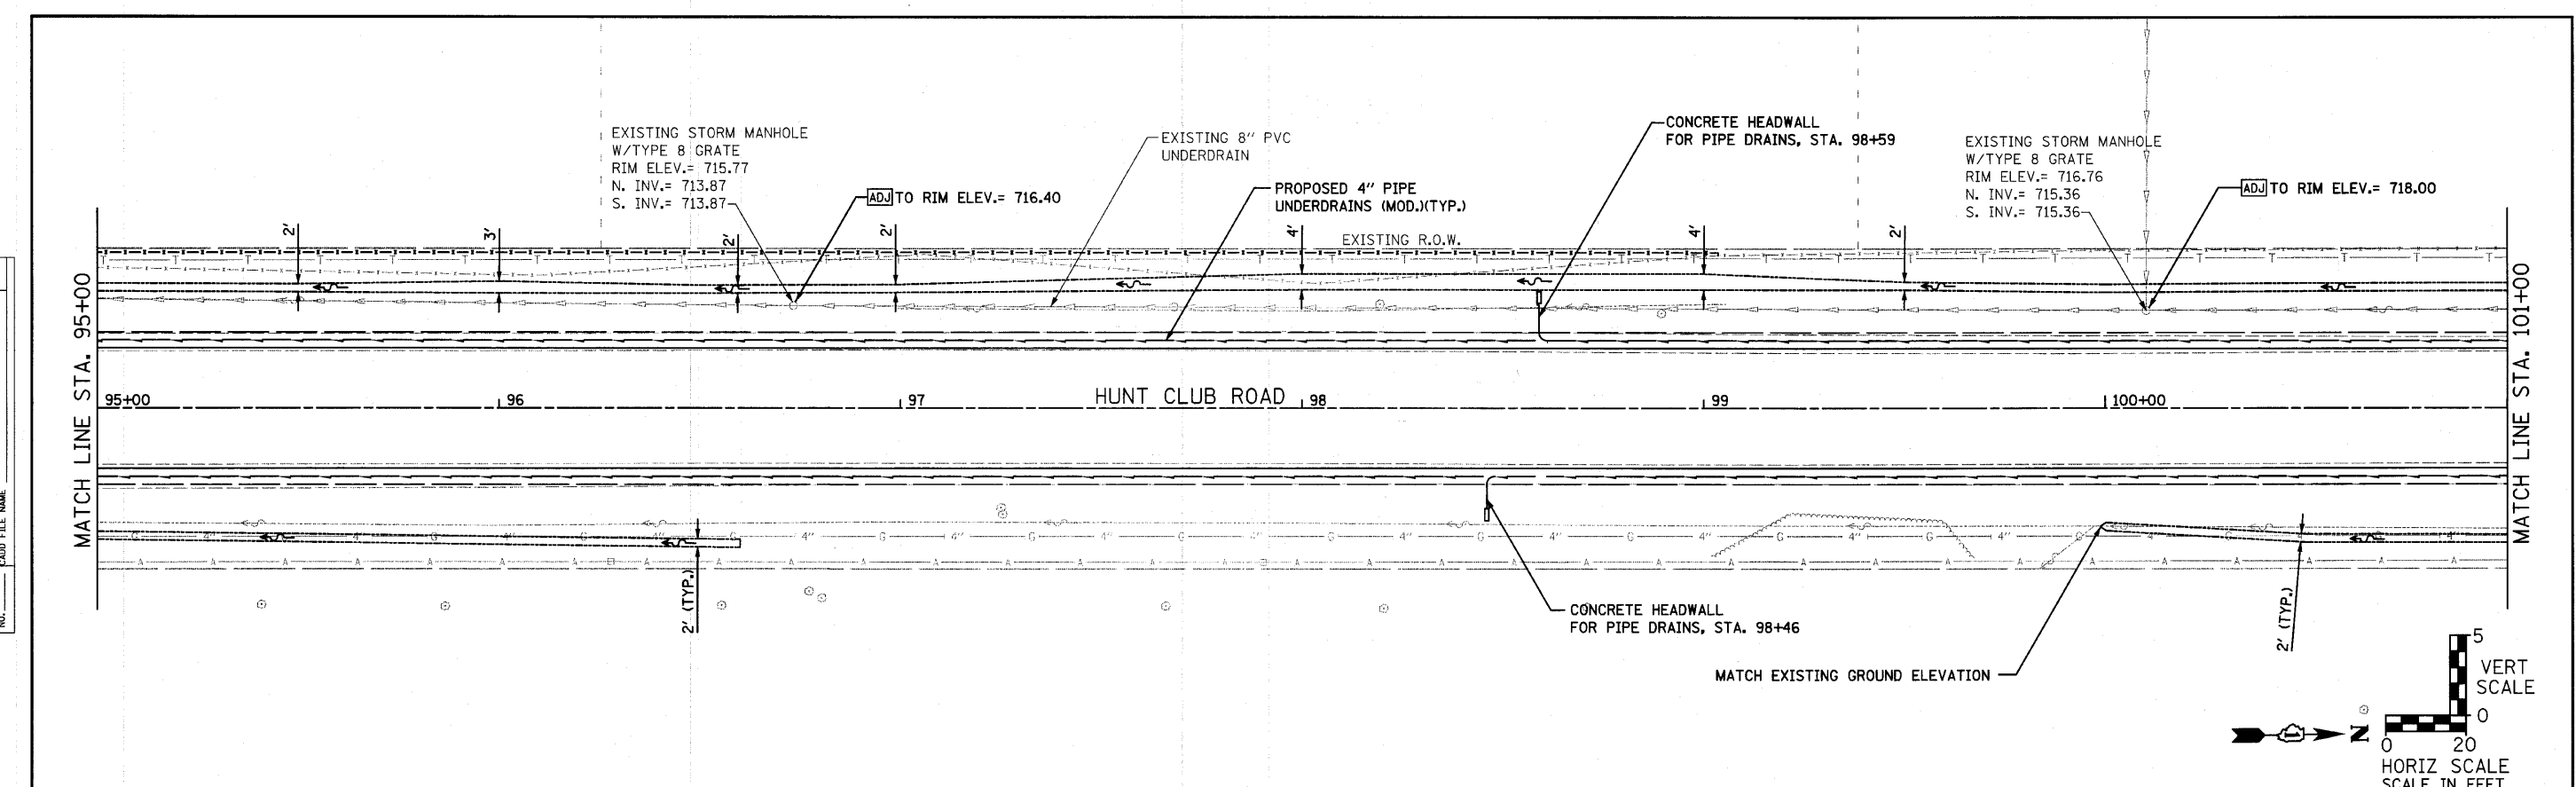 EXISTING STORM MANHOLE
W/TYPE 8 GRATE
RIM ELEV.= 715.77
N. INV.= 713.87
S. INV.= 713.87
ADJ TO RIM ELEV.= 716.40
EXISTING 8" PVC
UNDERDRAIN
PROPOSED 4" PIPE
UNDERDRAINS (MOD.)(TYP.)
CONCRETE HEADWALL
FOR PIPE DRAINS, STA. 98+59
EXISTING STORM MANHOLE
W/TYPE 8 GRATE
RIM ELEV.= 716.76
N. INV.= 715.36
S. INV.= 715.36
ADJ TO RIM ELEV.= 718.00
2'
3'
2'
2'
4'
4'
2'
EXISTING R.O.W.
MATCH LINE STA. 95+00
MATCH LINE STA. 101+00
95+00
96
97
HUNT CLUB ROAD
98
99
100+00
2' (TYP.)
CONCRETE HEADWALL
FOR PIPE DRAINS, STA. 98+46
MATCH EXISTING GROUND ELEVATION
2' (TYP.)
5
VERT
SCALE
0
N
0 20
HORIZ SCALE
SCALE IN FEET
NO.
CADD FILE NAME